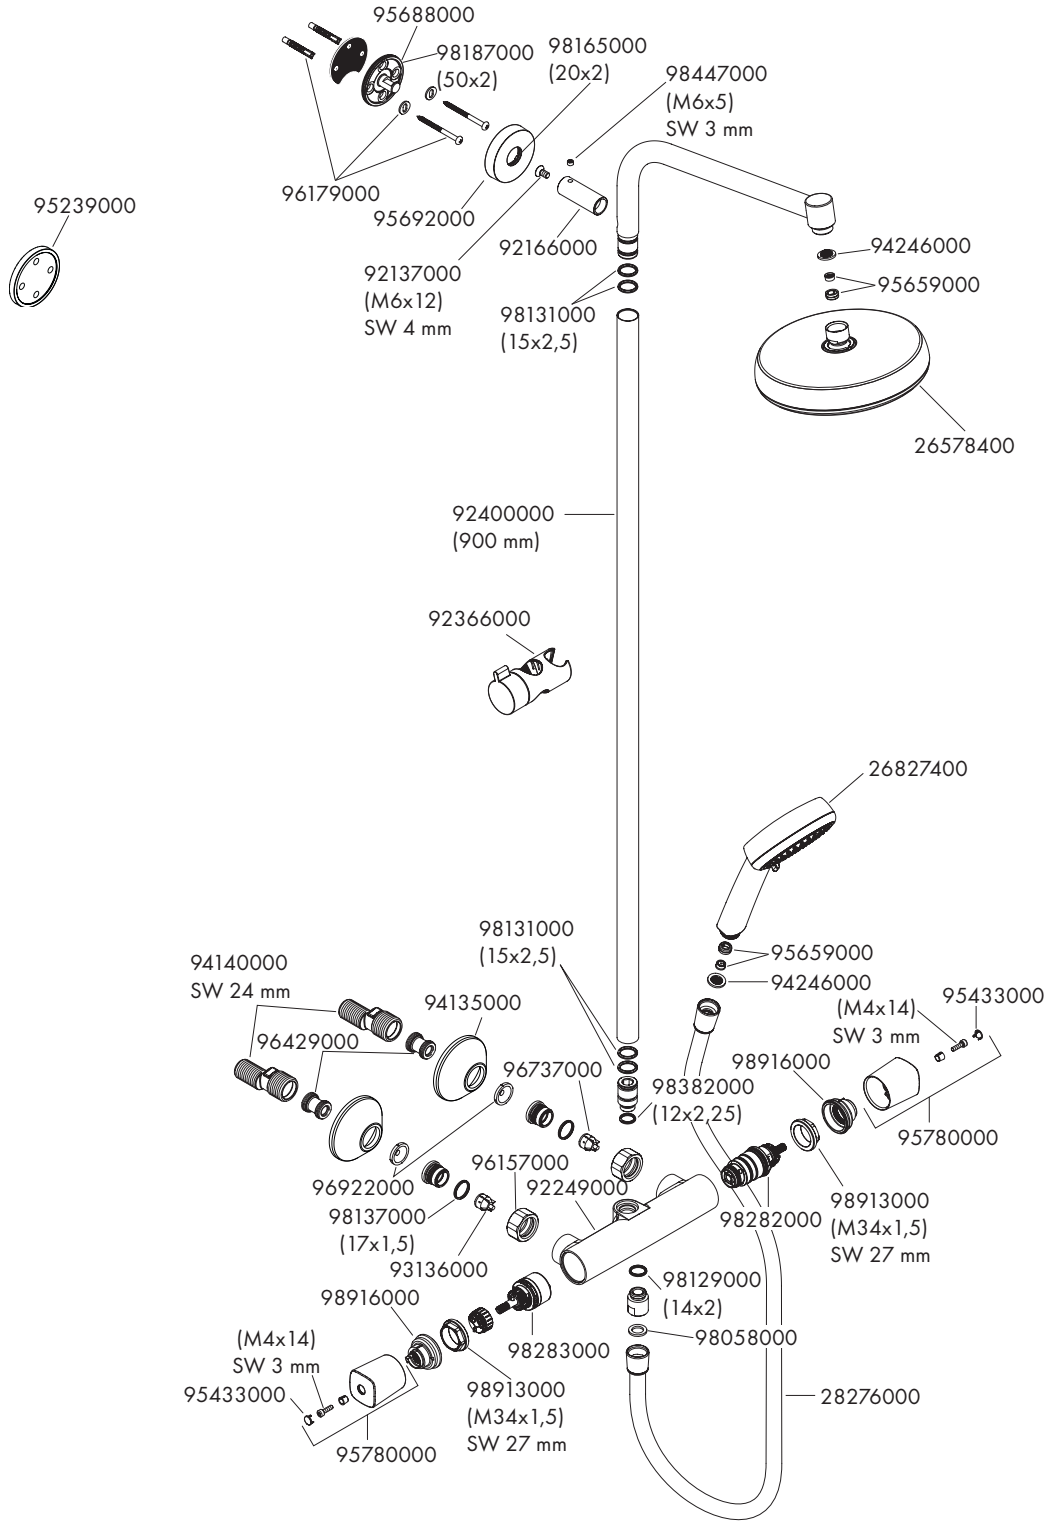 95688000
98187000
(50x2)
98165000
(20x2)
98447000
(M6x5)
SW 3 mm
96179000
95692000
95239000
92166000
92137000
(M6x12)
SW 4 mm
94246000
95659000
98131000
(15x2,5)
26578400
92400000
(900 mm)
92366000
26827400
98131000
(15x2,5)
95659000
94246000
94140000
SW 24 mm
94135000
96429000
(M4x14)
SW 3 mm
95433000
98916000
96737000
98382000
(12x2,25)
95780000
96157000
92249000
96922000
98137000
(17x1,5)
93136000
98282000
98913000
(M34x1,5)
SW 27 mm
98129000
(14x2)
98916000
98058000
98283000
(M4x14)
SW 3 mm
95433000
98913000
(M34x1,5)
SW 27 mm
28276000
95780000